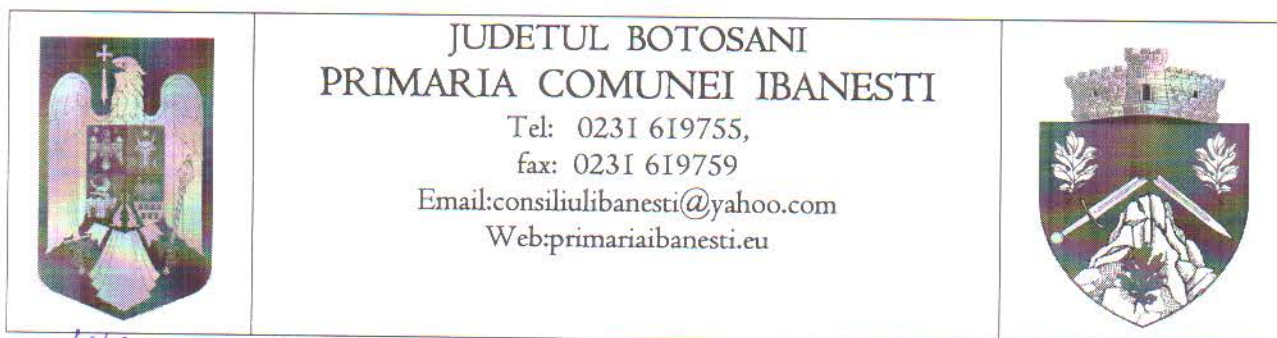 JUDETUL BOTOSANI
PRIMARIA COMUNEI IBANESTI
Tel: 0231 619755,
fax: 0231 619759
Email:consiliulibanesti@yahoo.com
Web:primariaibanesti.eu